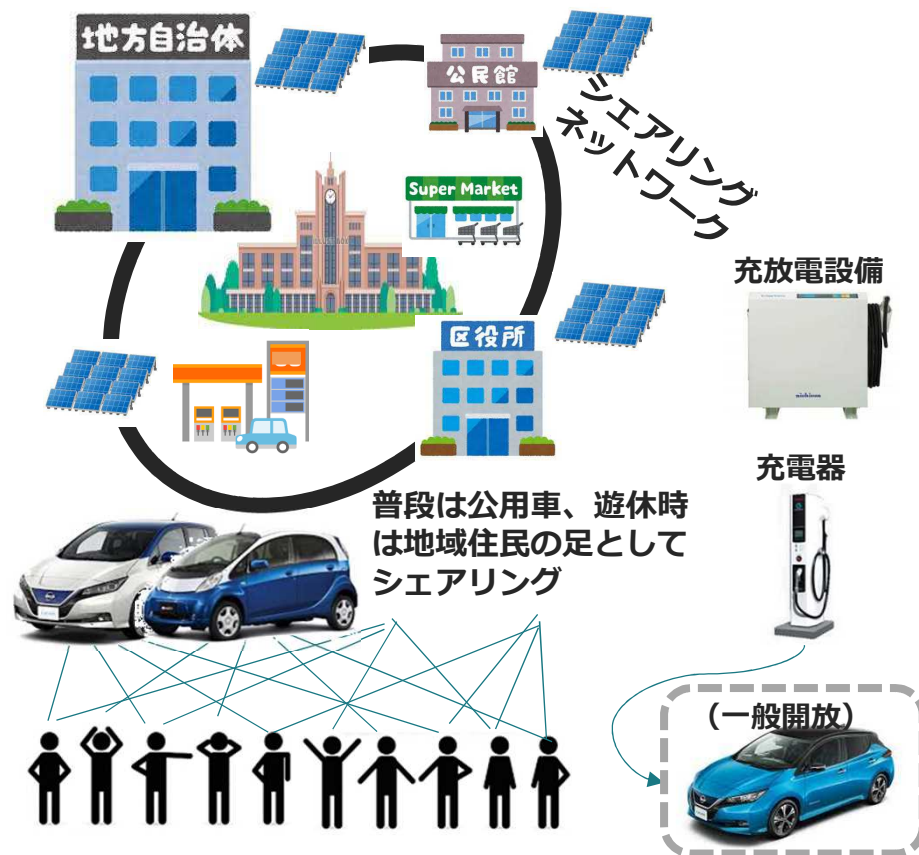 地方自治体
公民館
シェアリング
ネットワーク
Super Market
充放電設備
区役所
nichicon
充電器
普段は公用車、遊休時
は地域住民の足として
シェアリング
(一般開放)